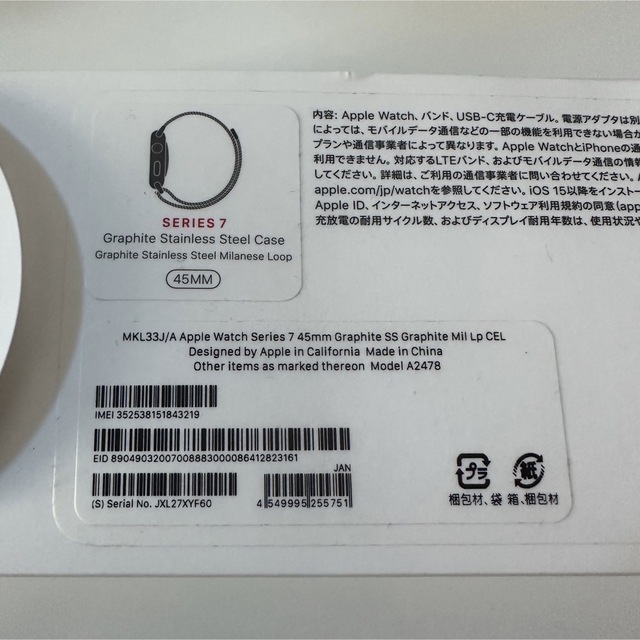 SERIES 7
Graphite Stainless Steel Case
Graphite Stainless Steel Milanese Loop
45MM
内容: Apple Watch、バンド、USB-C充電ケーブル。電源アダプタは別
によっては、モバイルデータ通信などの一部の機能を利用できない場合が
プランや通信事業者によって異なります。Apple WatchとiPhoneの通
利用できません。対応するLTEバンド、およびモバイルデータ通信の情報
してください。詳細は、ご利用の通信事業者に問い合わせてください。
apple.com/jp/watchを参照してください。iOS 15以降をインストー
Apple ID、インターネットアクセス、ソフトウェア利用規約の同意 (app
充放電の耐用サイクル数、およびディスプレイ耐用年数は、使用状況や
MKL33J/A Apple Watch Series 7 45mm Graphite SS Graphite Mil Lp CEL
Designed by Apple in California Made in China
Other items as marked thereon Model A2478
IMEI 352538151843219
EID 89049032007008883000086412823161
JAN
(S) Serial No. JXL27XYF60
4 549995 255751
プラ
紙
梱包材、袋
箱、梱包材